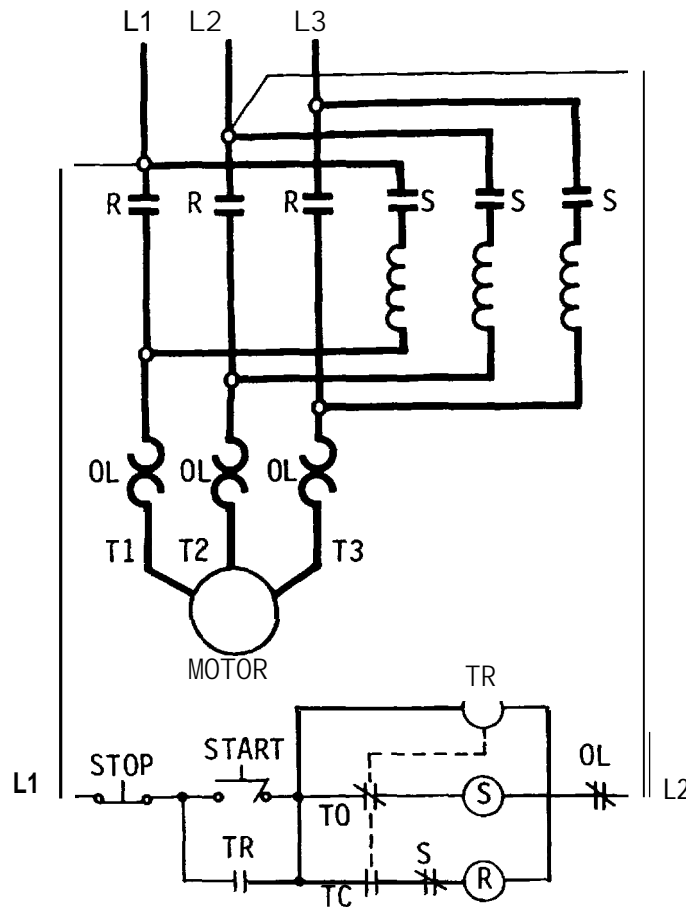 L1 L2 L3
R R R S S S
OL OL OL
T1 T2 T3
MOTOR
TR
START OL
L1 STOP L2
TO S
TR S
TC R